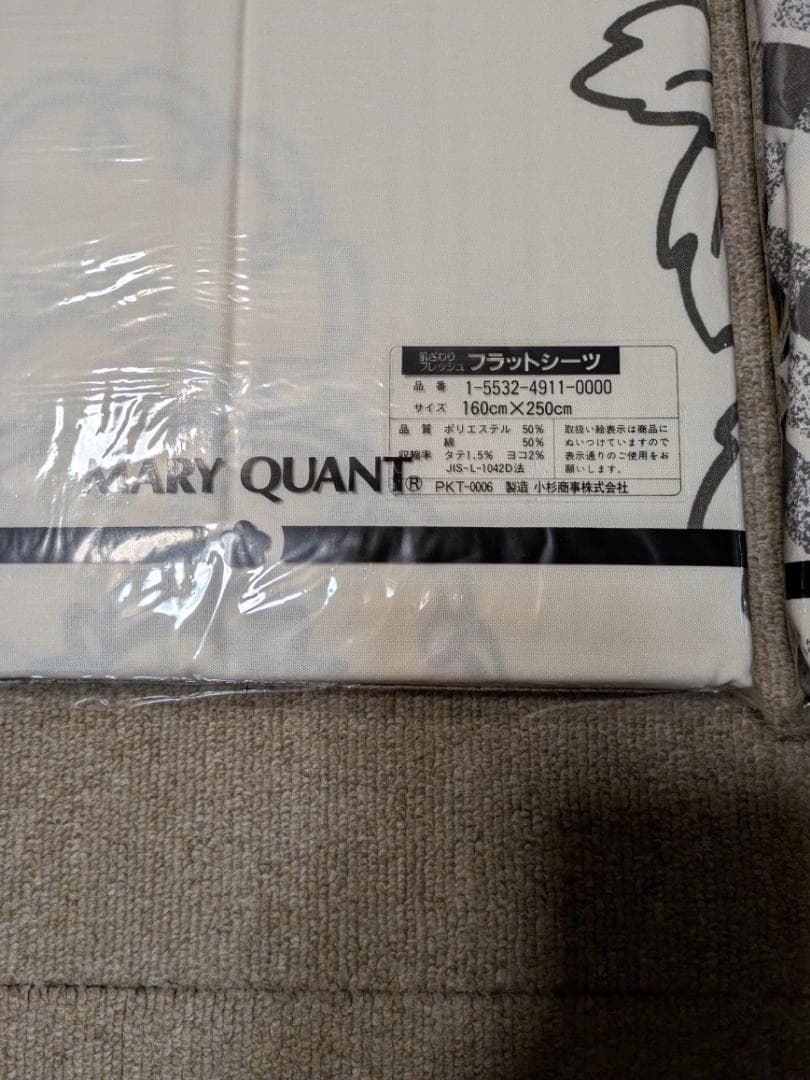 肌ざわり
フレッシュ フラットシーツ
品番 1-5532-4911-0000
サイズ 160cm×250cm
品質 ポリエステル 50%
綿 50%
収縮率 タテ1.5% ヨコ2%
JIS-L-1042D法
取扱い絵表示は商品に
ぬいつけていますので
表示通りのご使用をお
願いします。
PKT-0006 製造 小杉商事株式会社
MARY QUANT®